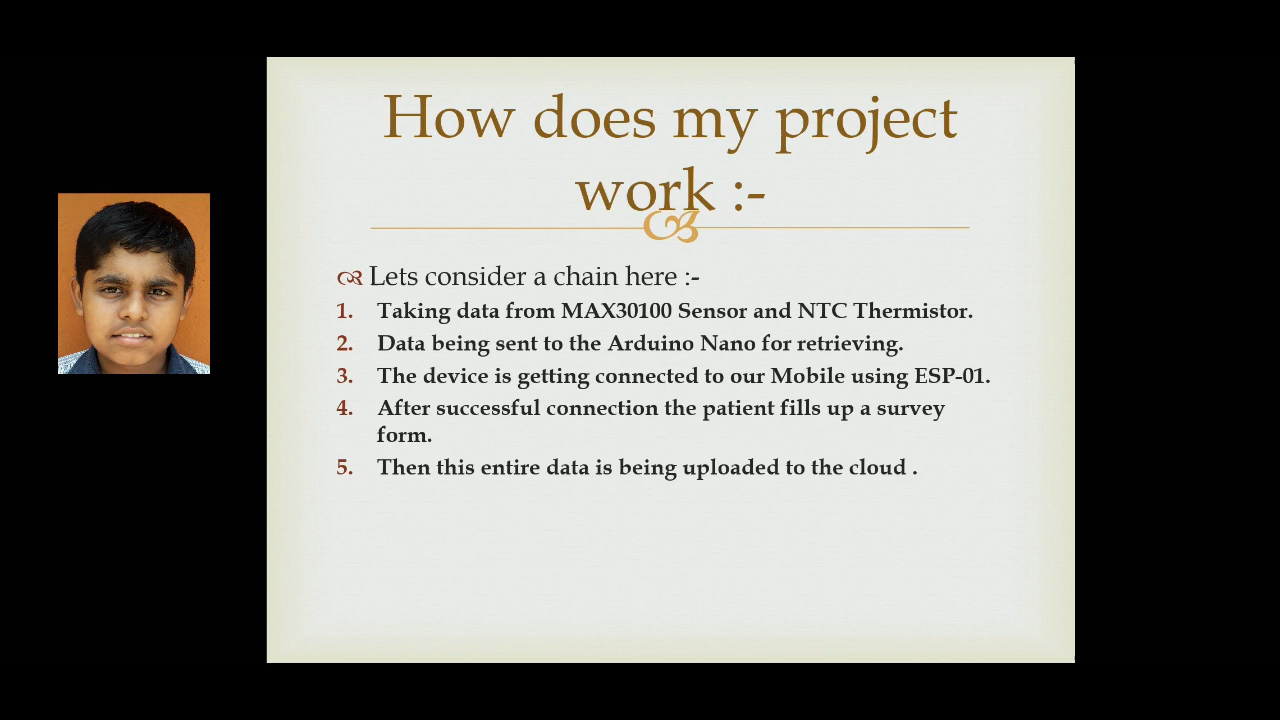 How does my project
work :-
Lets consider a chain here :-
1. Taking data from MAX30100 Sensor and NTC Thermistor.
2. Data being sent to the Arduino Nano for retrieving.
3. The device is getting connected to our Mobile using ESP-01.
4. After successful connection the patient fills up a survey
form.
5. Then this entire data is being uploaded to the cloud .